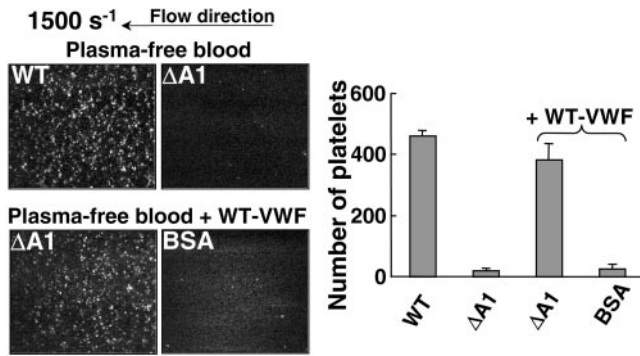 1500 s⁻¹ ← Flow direction
Plasma-free blood
WT ΔA1
Plasma-free blood + WT-VWF
ΔA1 BSA
Number of platelets
600
400
200
0
+ WT-VWF
WT ΔA1 ΔA1 BSA